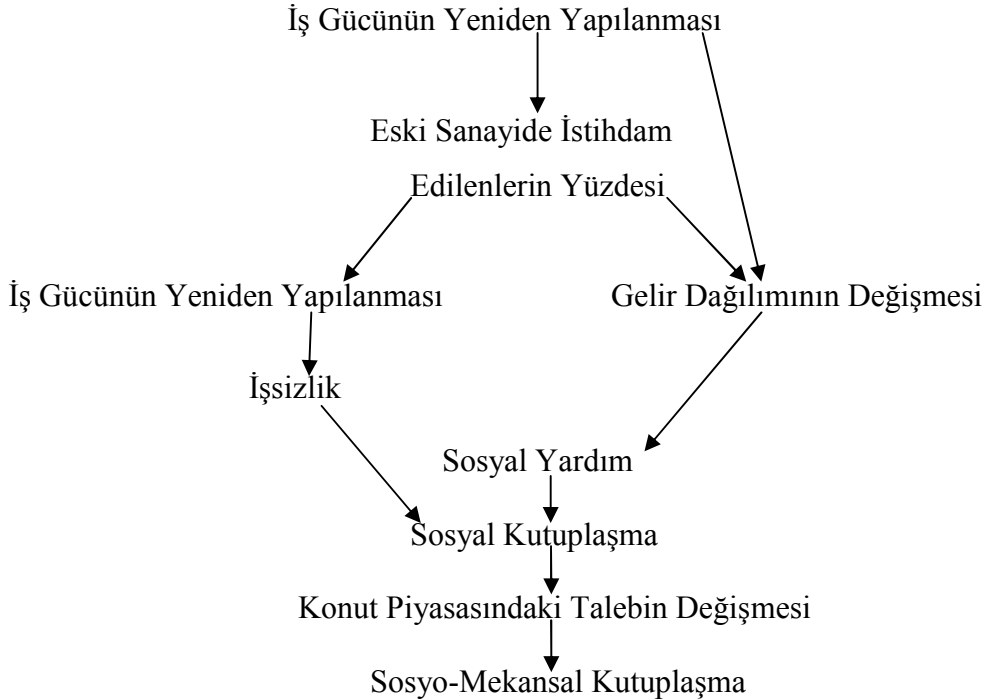 İş Gücünün Yeniden Yapılanması
Eski Sanayide İstihdam
Edilenlerin Yüzdesi
İş Gücünün Yeniden Yapılanması
Gelir Dağılımının Değişmesi
İşsizlik
Sosyal Yardım
Sosyal Kutuplaşma
Konut Piyasasındaki Talebin Değişmesi
Sosyo-Mekansal Kutuplaşma